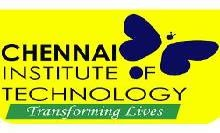 CHENNAI
INSTITUTE OF
TECHNOLOGY
Transforming Lives